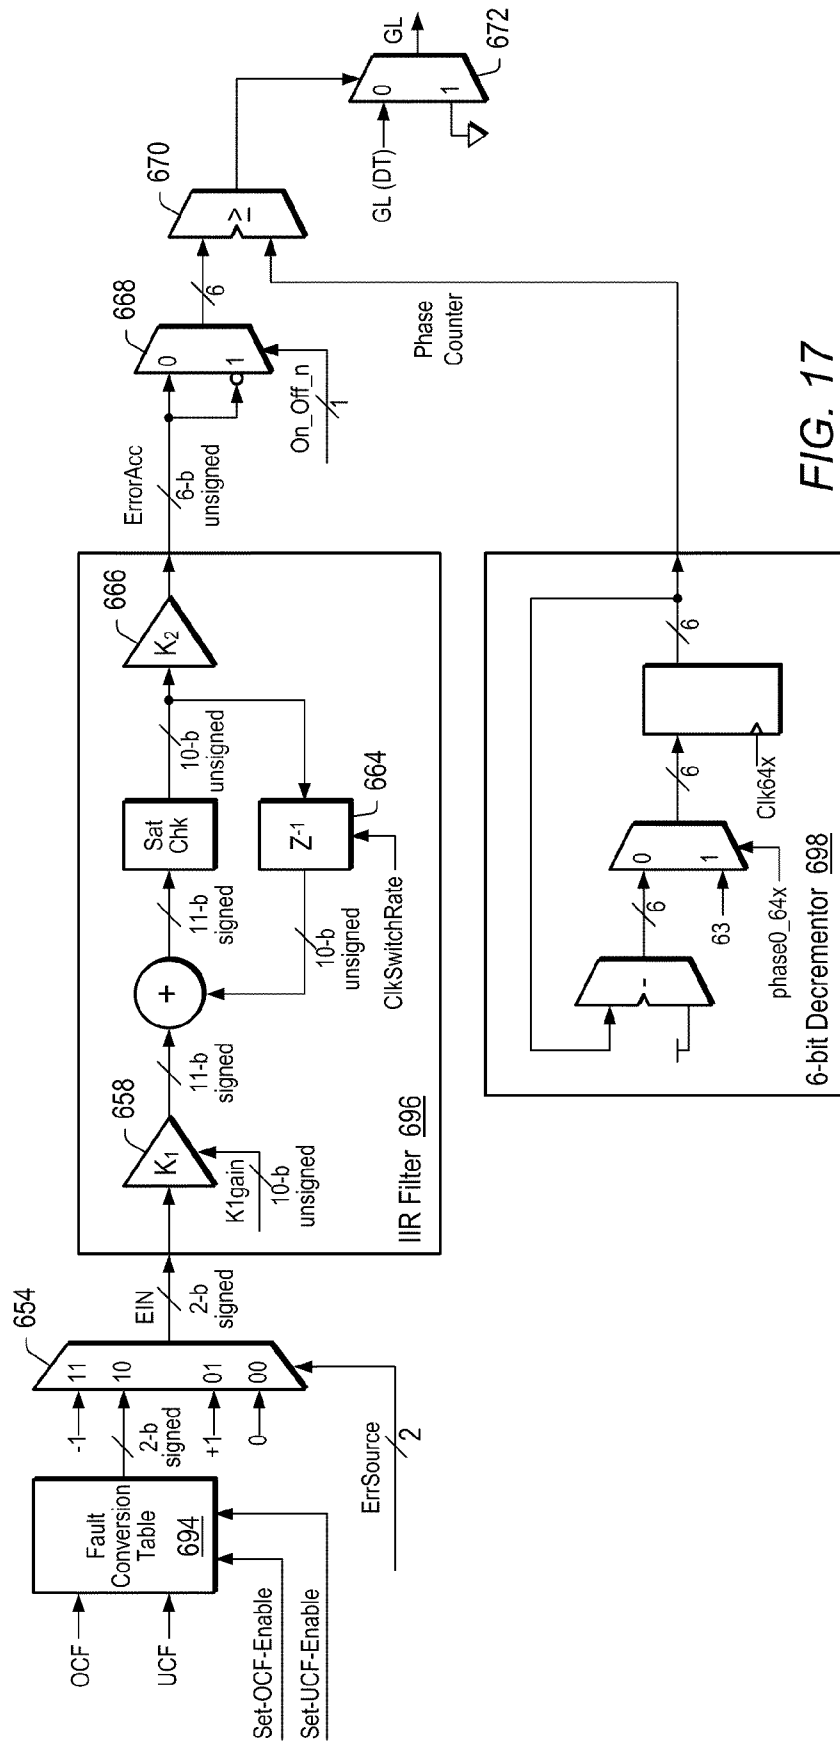 OCF
UCF
Set-OCF-Enable
Set-UCF-Enable
Fault
Conversion
Table
694
2-b
signed
-1
+1
0
11
10
01
00
654
ErrSource
2
EIN
2-b
signed
IIR Filter 696
K1
658
K1gain
10-b
unsigned
11-b
signed
+
11-b
signed
Sat
Chk
10-b
unsigned
Z-1
664
10-b
unsigned
ClkSwitchRate
K2
666
ErrorAcc
6-b
unsigned
0
1
668
On_Off_n
1
6
≥
670
GL (DT)
0
1
672
GL
Phase
Counter
6-bit Decrementor 698
-
6
0
1
63
phase0_64x
6
Clk64x
6
FIG. 17